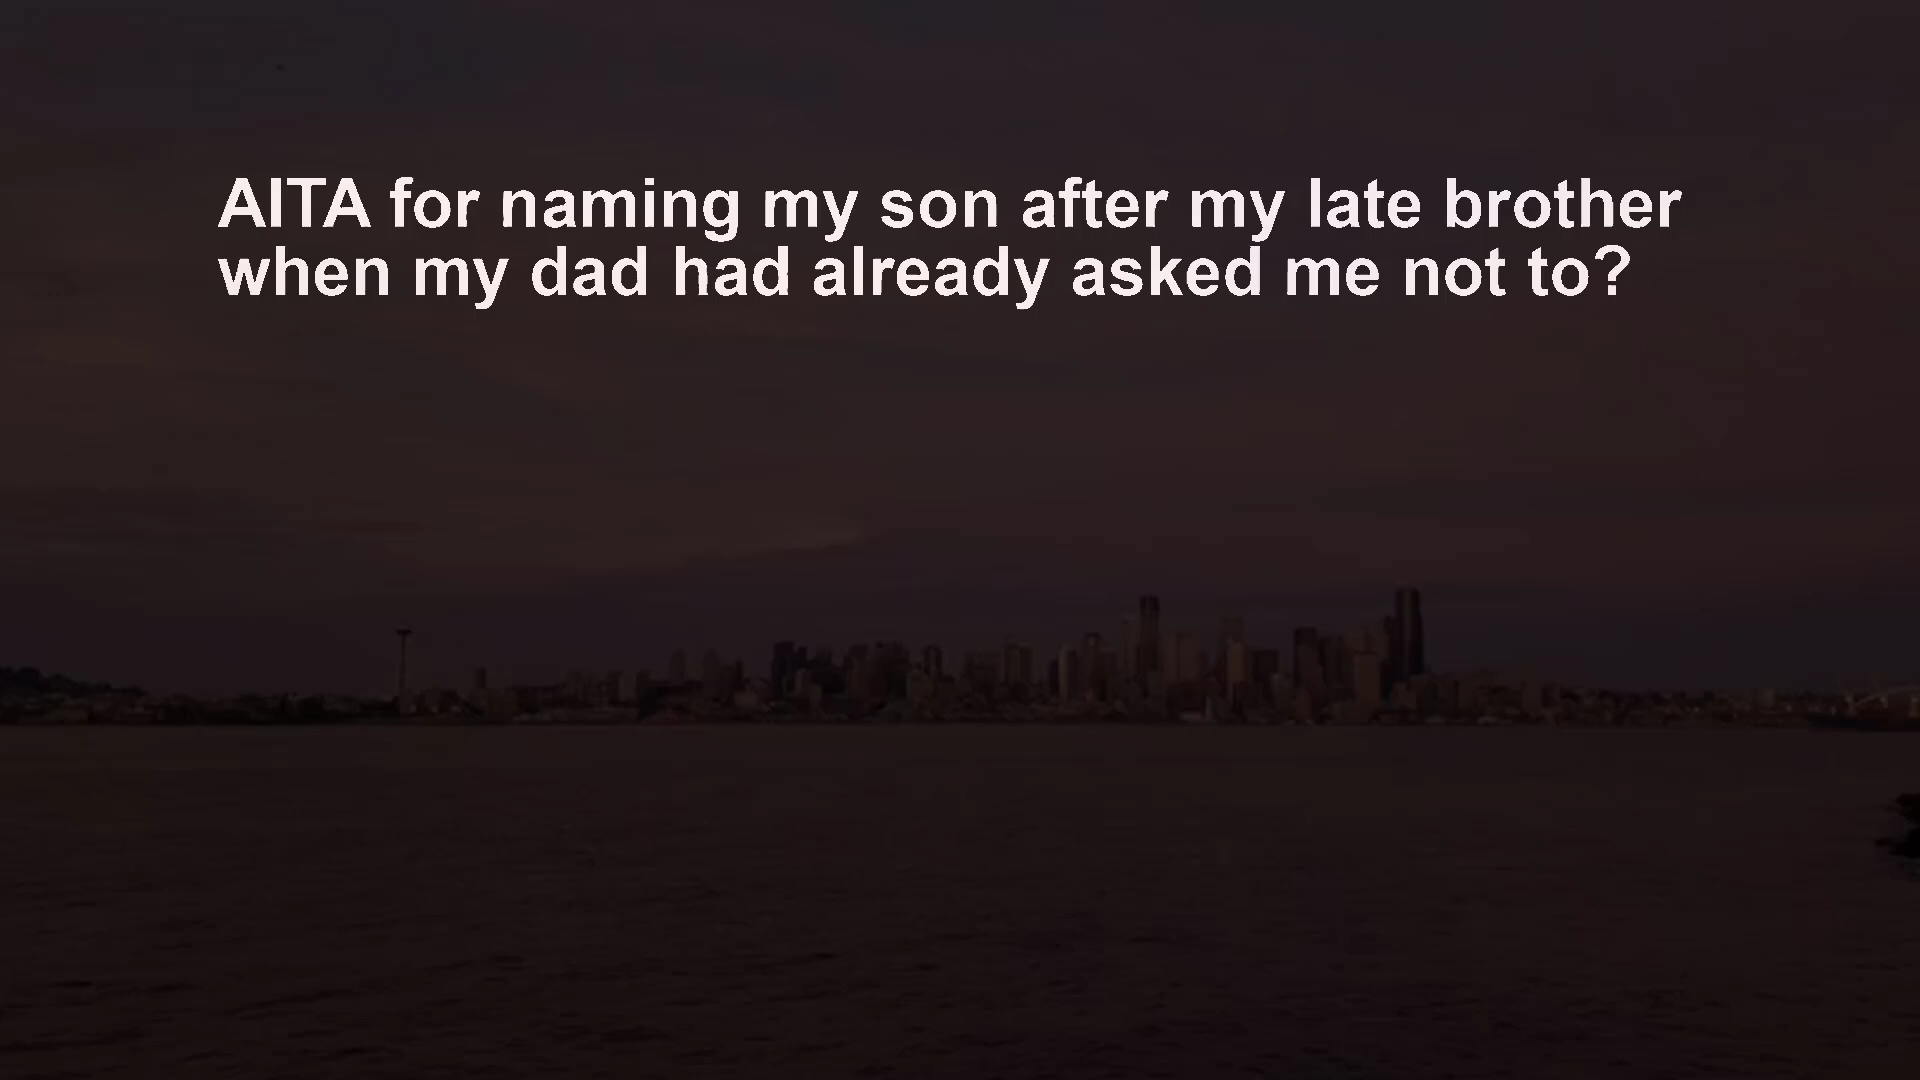 AITA for naming my son after my late brother
when my dad had already asked me not to?